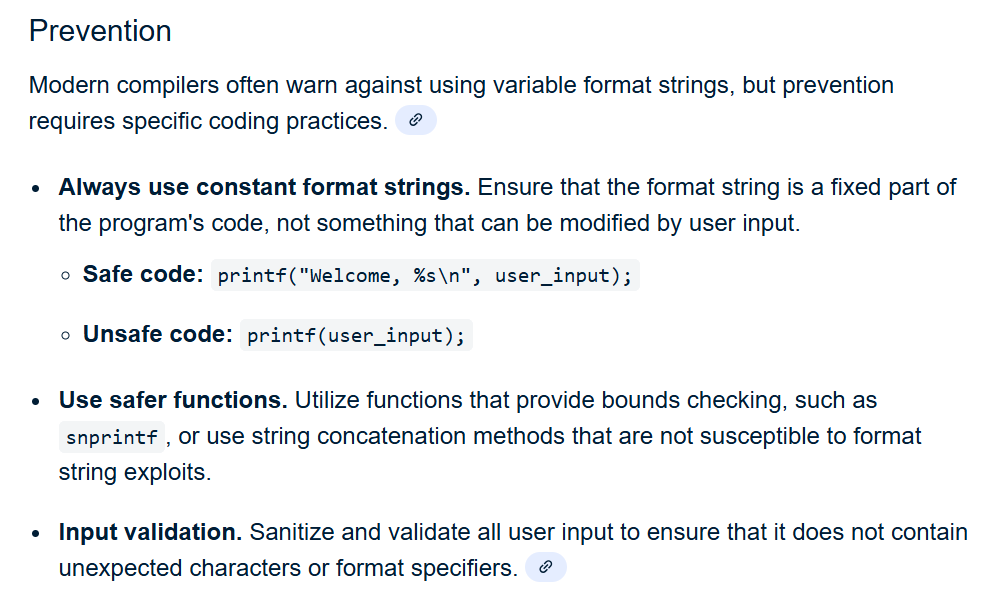 Prevention
Modern compilers often warn against using variable format strings, but prevention
requires specific coding practices.
• Always use constant format strings. Ensure that the format string is a fixed part of
the program's code, not something that can be modified by user input.
◦ Safe code: printf("Welcome, %s\n", user_input);
◦ Unsafe code: printf(user_input);
• Use safer functions. Utilize functions that provide bounds checking, such as
snprintf, or use string concatenation methods that are not susceptible to format
string exploits.
• Input validation. Sanitize and validate all user input to ensure that it does not contain
unexpected characters or format specifiers.